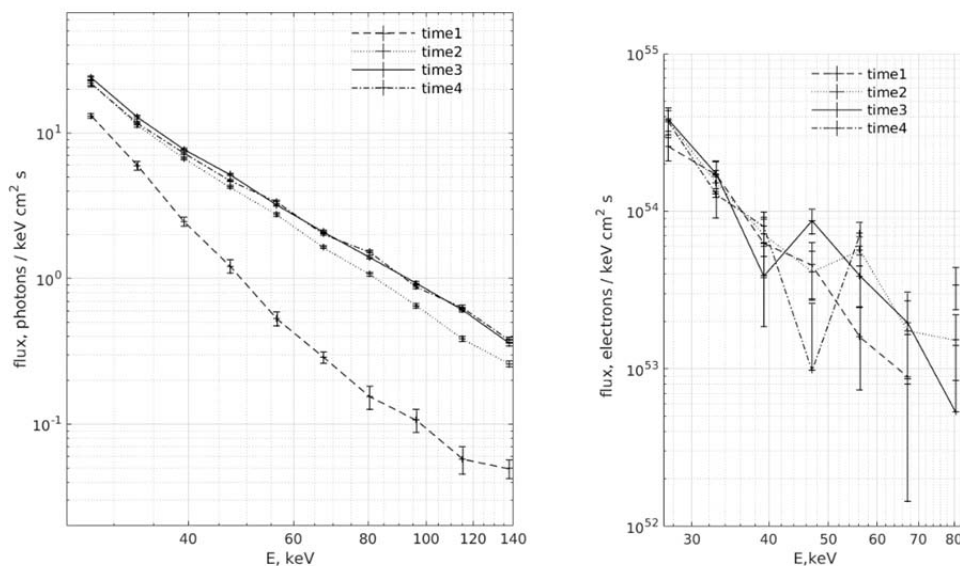 time1
time2
time3
time4
10^1
10^0
10^-1
flux, photons / keV cm^2 s
40
60
80
100
120
140
E, keV
time1
time2
time3
time4
10^55
10^54
10^53
10^52
flux, electrons / keV cm^2 s
30
40
50
60
70
80
E,keV